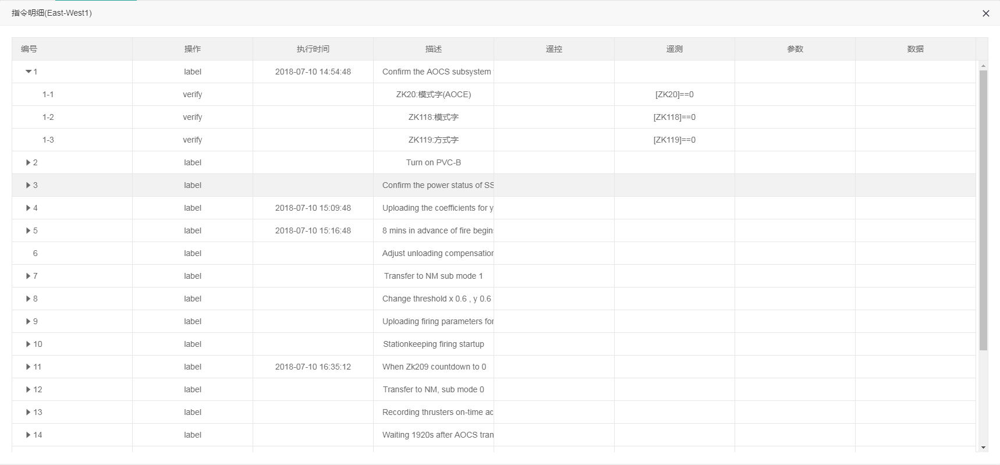 指令明细(East-West1)
编号 操作 执行时间 描述 遥控 遥测 参数 数据
1 label 2018-07-10 14:54:48 Confirm the AOCS subsystem
1-1 verify ZK20:模式字(AOCE) [ZK20]==0
1-2 verify ZK118:模式字 [ZK118]==0
1-3 verify ZK119:方式字 [ZK119]==0
2 label Turn on PVC-B
3 label Confirm the power status of SS
4 label 2018-07-10 15:09:48 Uploading the coefficients for y
5 label 2018-07-10 15:16:48 8 mins in advance of fire begin
6 label Adjust unloading compensation
7 label Transfer to NM sub mode 1
8 label Change threshold x 0.6 , y 0.6
9 label Uploading firing parameters for
10 label Stationkeeping firing startup
11 label 2018-07-10 16:35:12 When Zk209 countdown to 0
12 label Transfer to NM, sub mode 0
13 label Recording thrusters on-time ac
14 label Waiting 1920s after AOCS tran